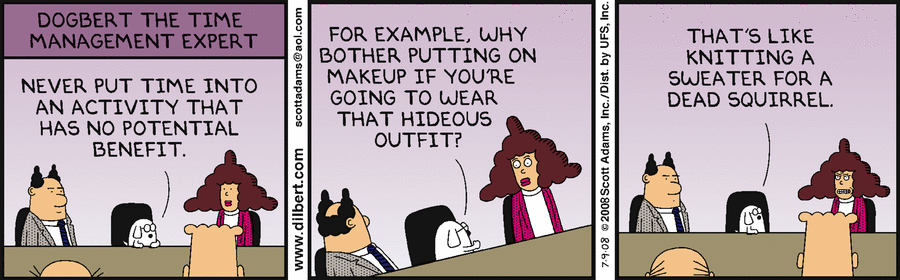 DOGBERT THE TIME
MANAGEMENT EXPERT
NEVER PUT TIME INTO
AN ACTIVITY THAT
HAS NO POTENTIAL
BENEFIT.
www.dilbert.com
scottadams@aol.com
FOR EXAMPLE, WHY
BOTHER PUTTING ON
MAKEUP IF YOU'RE
GOING TO WEAR
THAT HIDEOUS
OUTFIT?
7-9-08 © 2008 Scott Adams, Inc./Dist. by UFS, Inc.
THAT'S LIKE
KNITTING A
SWEATER FOR A
DEAD SQUIRREL.